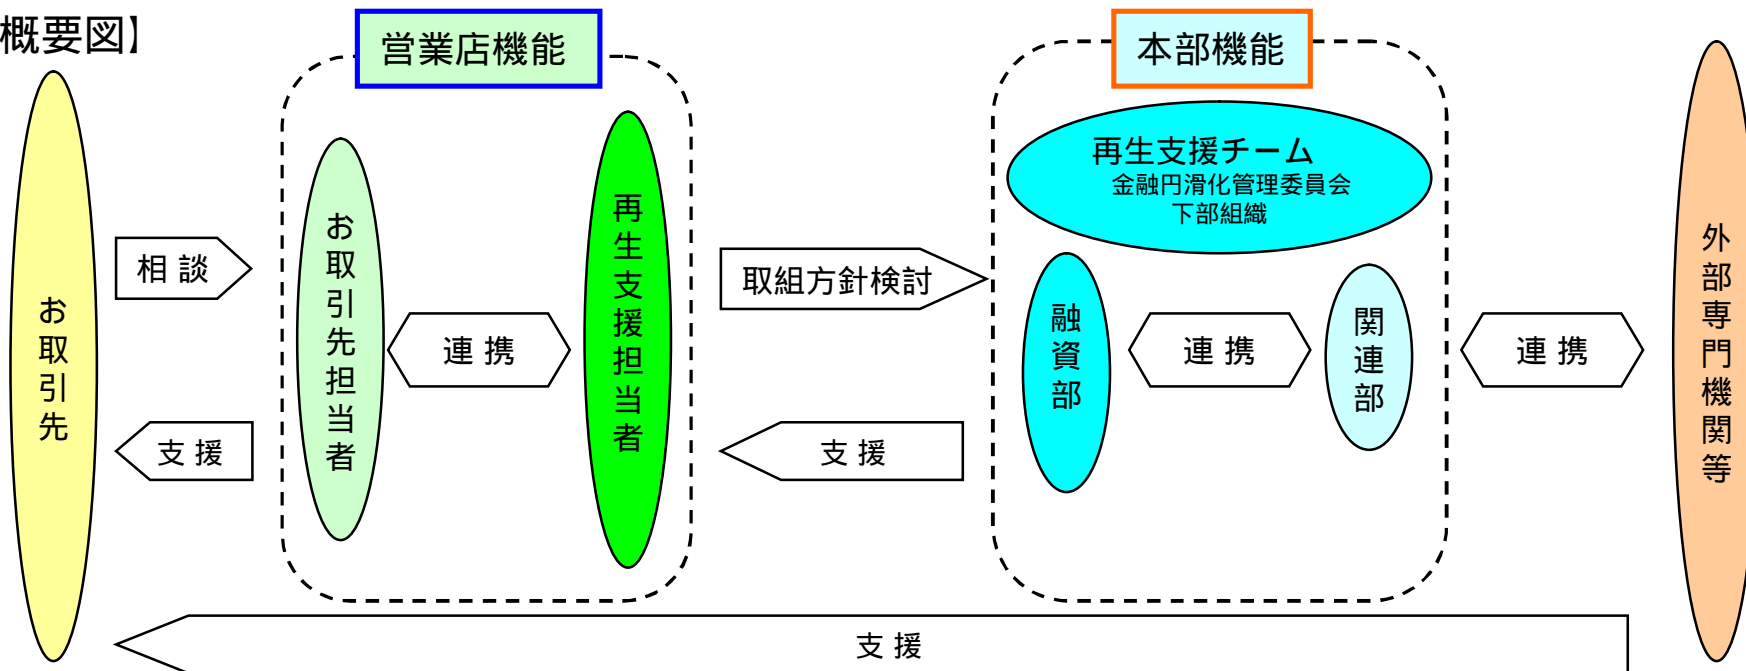 概要図】
営業店機能
本部機能
再生支援チーム
金融円滑化管理委員会
下部組織
お取引先
相 談
支 援
お取引先担当者
連 携
再生支援担当者
取組方針検討
支 援
融資部
連 携
関連部
連 携
外部専門機関等
支 援